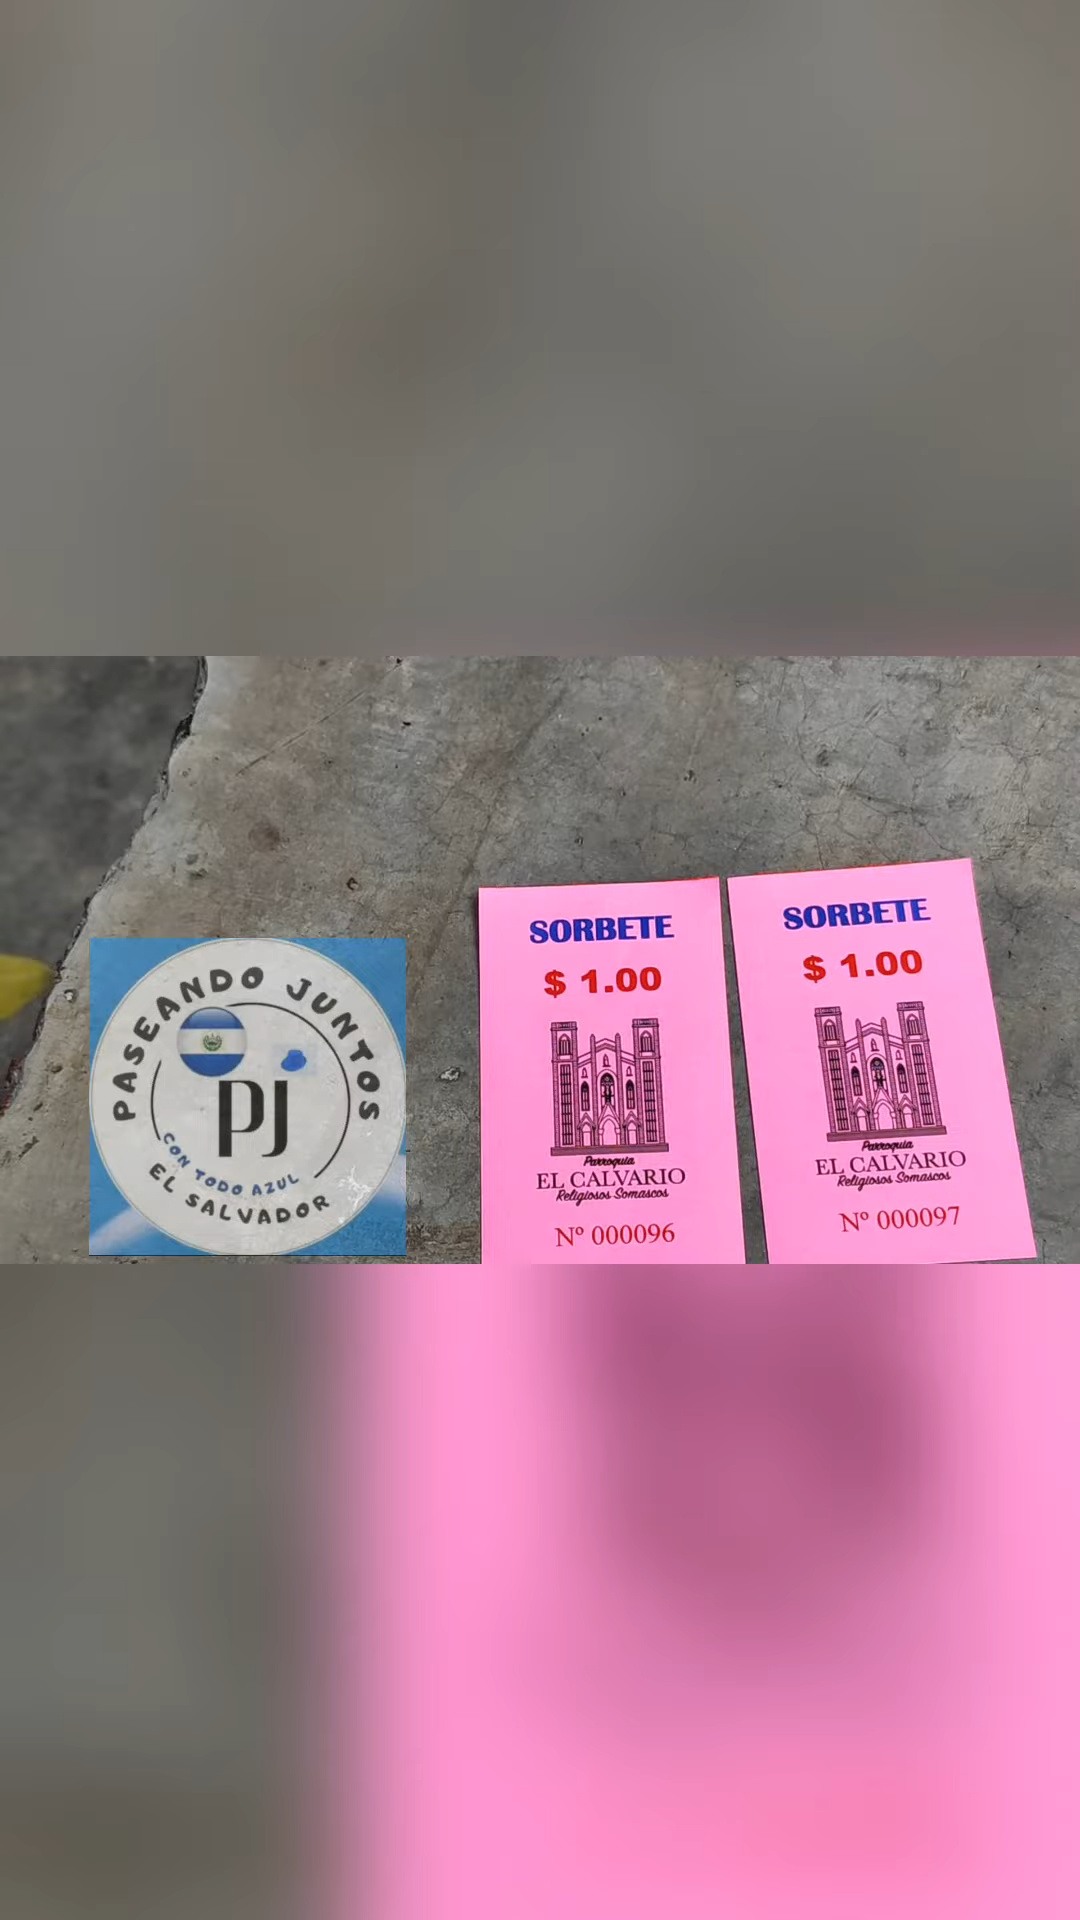 PASEANDO JUNTOS
PJ
CON TODO AZUL
EL SALVADOR
SORBETE
$ 1.00
Parroquia
EL CALVARIO
Religiosos Somascos
Nº 000096
SORBETE
$ 1.00
Parroquia
EL CALVARIO
Religiosos Somascos
Nº 000097